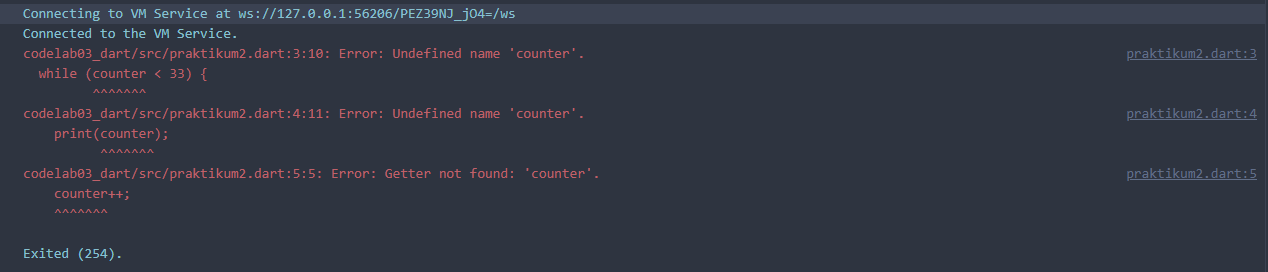 Connecting to VM Service at ws://127.0.0.1:56206/PEZ39NJ_jO4=/ws
Connected to the VM Service.
codelab03_dart/src/praktikum2.dart:3:10: Error: Undefined name 'counter'. praktikum2.dart:3
while (counter < 33) {
^^^^^^^
codelab03_dart/src/praktikum2.dart:4:11: Error: Undefined name 'counter'. praktikum2.dart:4
print(counter);
^^^^^^^
codelab03_dart/src/praktikum2.dart:5:5: Error: Getter not found: 'counter'. praktikum2.dart:5
counter++;
^^^^^^^
Exited (254).